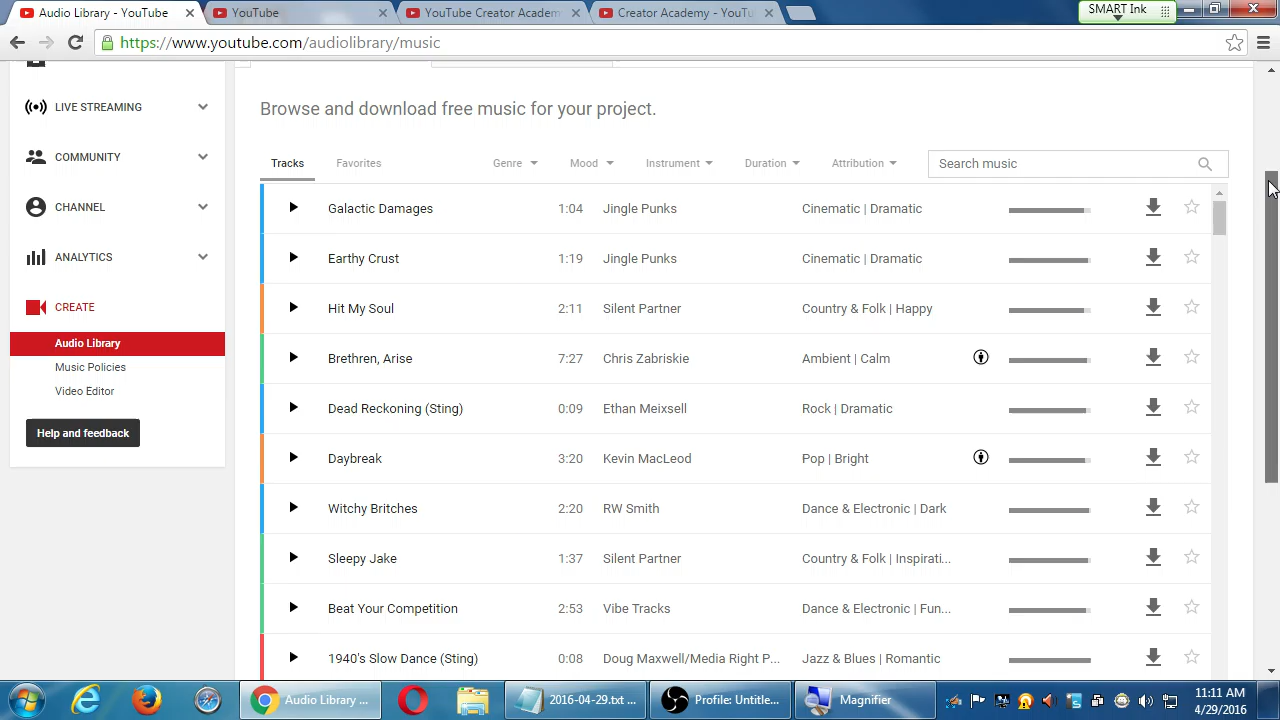 Audio Library - YouTube
YouTube
YouTube Creator Academ
Creator Academy - YouTu
SMART Ink
https://www.youtube.com/audiolibrary/music
LIVE STREAMING
COMMUNITY
CHANNEL
ANALYTICS
CREATE
Audio Library
Music Policies
Video Editor
Help and feedback
Browse and download free music for your project.
Tracks Favorites Genre Mood Instrument Duration Attribution Search music
Galactic Damages 1:04 Jingle Punks Cinematic | Dramatic
Earthy Crust 1:19 Jingle Punks Cinematic | Dramatic
Hit My Soul 2:11 Silent Partner Country & Folk | Happy
Brethren, Arise 7:27 Chris Zabriskie Ambient | Calm
Dead Reckoning (Sting) 0:09 Ethan Meixsell Rock | Dramatic
Daybreak 3:20 Kevin MacLeod Pop | Bright
Witchy Britches 2:20 RW Smith Dance & Electronic | Dark
Sleepy Jake 1:37 Silent Partner Country & Folk | Inspirati...
Beat Your Competition 2:53 Vibe Tracks Dance & Electronic | Fun...
1940's Slow Dance (Sting) 0:08 Doug Maxwell/Media Right P... Jazz & Blues | Romantic
Audio Library ...
2016-04-29.txt ...
Profile: Untitle...
Magnifier
11:11 AM
4/29/2016